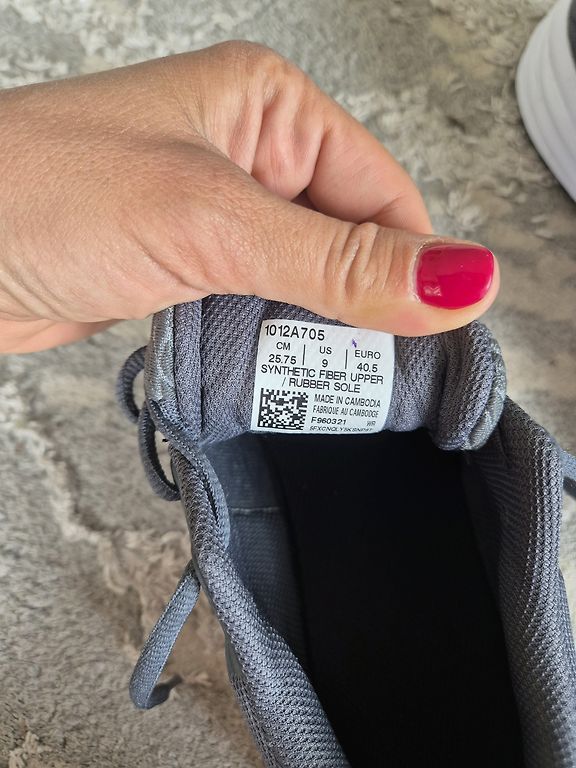 1012A705
CM US EURO
25.75 9 40.5
SYNTHETIC FIBER UPPER
/ RUBBER SOLE
MADE IN CAMBODIA
FABRIQUE AU CAMBODGE
F960321 WR